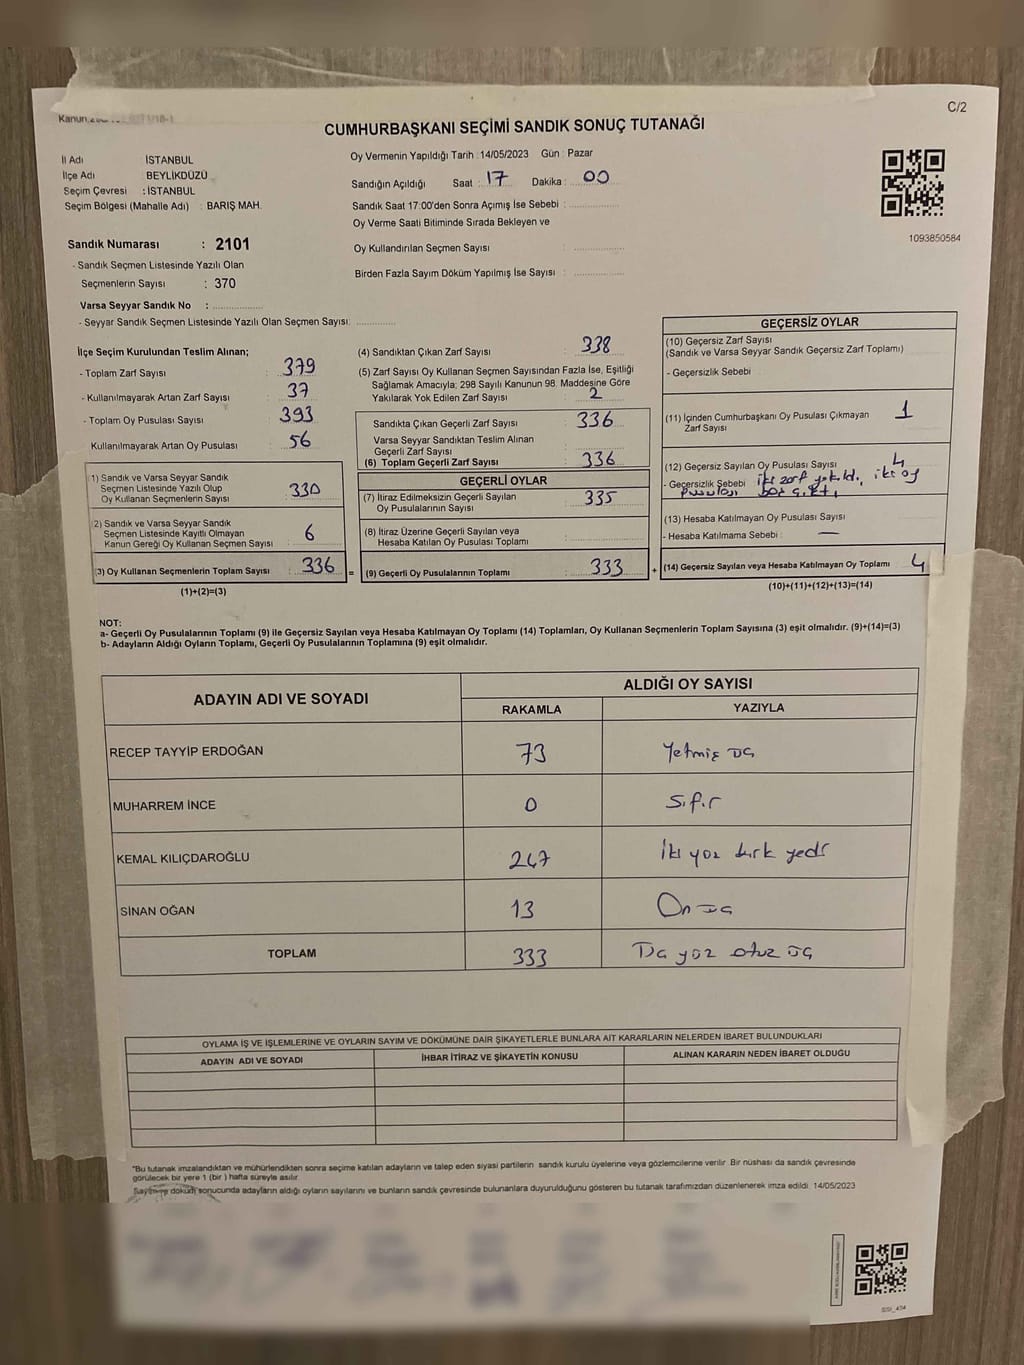 C/2
CUMHURBAŞKANI SEÇİMİ SANDIK SONUÇ TUTANAĞI
İl Adı İSTANBUL
İlçe Adı BEYLİKDÜZÜ
Seçim Çevresi : İSTANBUL
Seçim Bölgesi (Mahalle Adı) : BARIŞ MAH.
Oy Vermenin Yapıldığı Tarih : 14/05/2023 Gün : Pazar
Sandığın Açıldığı Saat : 17 Dakika : 00
Sandık Saat 17:00'den Sonra Açımış İse Sebebi :
Oy Verme Saati Bitiminde Sırada Bekleyen ve
Oy Kullandırılan Seçmen Sayısı :
Birden Fazla Sayım Döküm Yapılmış İse Sayısı :
1093850584
Sandık Numarası : 2101
- Sandık Seçmen Listesinde Yazılı Olan
Seçmenlerin Sayısı : 370
Varsa Seyyar Sandık No :
- Seyyar Sandık Seçmen Listesinde Yazılı Olan Seçmen Sayısı:
İlçe Seçim Kurulundan Teslim Alınan;
- Toplam Zarf Sayısı : 379
- Kullanılmayarak Artan Zarf Sayısı : 37
- Toplam Oy Pusulası Sayısı : 393
Kullanılmayarak Artan Oy Pusulası : 56
1) Sandık ve Varsa Seyyar Sandık
Seçmen Listesinde Yazılı Olup
Oy Kullanan Seçmenlerin Sayısı : 330
2) Sandık ve Varsa Seyyar Sandık
Seçmen Listesinde Kayıtlı Olmayan
Kanun Gereği Oy Kullanan Seçmen Sayısı : 6
(3) Oy Kullanan Seçmenlerin Toplam Sayısı : 336 =
(1)+(2)=(3)
(4) Sandıktan Çıkan Zarf Sayısı : 338
(5) Zarf Sayısı Oy Kullanan Seçmen Sayısından Fazla İse, Eşitliği
Sağlamak Amacıyla; 298 Sayılı Kanunun 98. Maddesine Göre
Yakılarak Yok Edilen Zarf Sayısı : 2
Sandıkta Çıkan Geçerli Zarf Sayısı : 336
Varsa Seyyar Sandıktan Teslim Alınan
Geçerli Zarf Sayısı
(6) Toplam Geçerli Zarf Sayısı : 336
GEÇERLİ OYLAR
(7) İtiraz Edilmeksizin Geçerli Sayılan
Oy Pusulalarının Sayısı : 335
(8) İtiraz Üzerine Geçerli Sayılan veya
Hesaba Katılan Oy Pusulası Toplamı
(9) Geçerli Oy Pusulalarının Toplamı : 333 +
GEÇERSİZ OYLAR
(10) Geçersiz Zarf Sayısı
(Sandık ve Varsa Seyyar Sandık Geçersiz Zarf Toplamı)
- Geçersizlik Sebebi
(11) İçinden Cumhurbaşkanı Oy Pusulası Çıkmayan
Zarf Sayısı 1
(12) Geçersiz Sayılan Oy Pusulası Sayısı 4
- Geçersizlik Sebebi iki zarf yakıldı, iki oy
pusulası boş çıktı
(13) Hesaba Katılmayan Oy Pusulası Sayısı
- Hesaba Katılmama Sebebi : —
(14) Geçersiz Sayılan veya Hesaba Katılmayan Oy Toplamı 4
(10)+(11)+(12)+(13)=(14)
NOT:
a- Geçerli Oy Pusulalarının Toplamı (9) ile Geçersiz Sayılan veya Hesaba Katılmayan Oy Toplamı (14) Toplamları, Oy Kullanan Seçmenlerin Toplam Sayısına (3) eşit olmalıdır. (9)+(14)=(3)
b- Adayların Aldığı Oyların Toplamı, Geçerli Oy Pusulalarının Toplamına (9) eşit olmalıdır.
ADAYIN ADI VE SOYADI ALDIĞI OY SAYISI
RAKAMLA YAZIYLA
RECEP TAYYİP ERDOĞAN 73 Yetmiş üç
MUHARREM İNCE 0 Sıfır
KEMAL KILIÇDAROĞLU 247 İki yüz kırk yedi
SİNAN OĞAN 13 On üç
TOPLAM 333 Üç yüz otuz üç
OYLAMA İŞ VE İŞLEMLERİNE VE OYLARIN SAYIM VE DÖKÜMÜNE DAİR ŞİKAYETLERLE BUNLARA AİT KARARLARIN NELERDEN İBARET BULUNDUKLARI
ADAYIN ADI VE SOYADI İHBAR İTİRAZ VE ŞİKAYETİN KONUSU ALINAN KARARIN NEDEN İBARET OLDUĞU
"Bu tutanak imzalandıktan ve mühürlendikten sonra seçime katılan adayların ve talep eden siyasi partilerin sandık kurulu üyelerine veya gözlemcilerine verilir. Bir nüshası da sandık çevresinde
görülecek bir yere 1 (bir) hafta süreyle asılır.
Sayım ve döküm sonucunda adayların aldığı oyların sayılarını ve bunların sandık çevresinde bulunanlara duyurulduğunu gösteren bu tutanak tarafımızdan düzenlenerek imza edildi. 14/05/2023